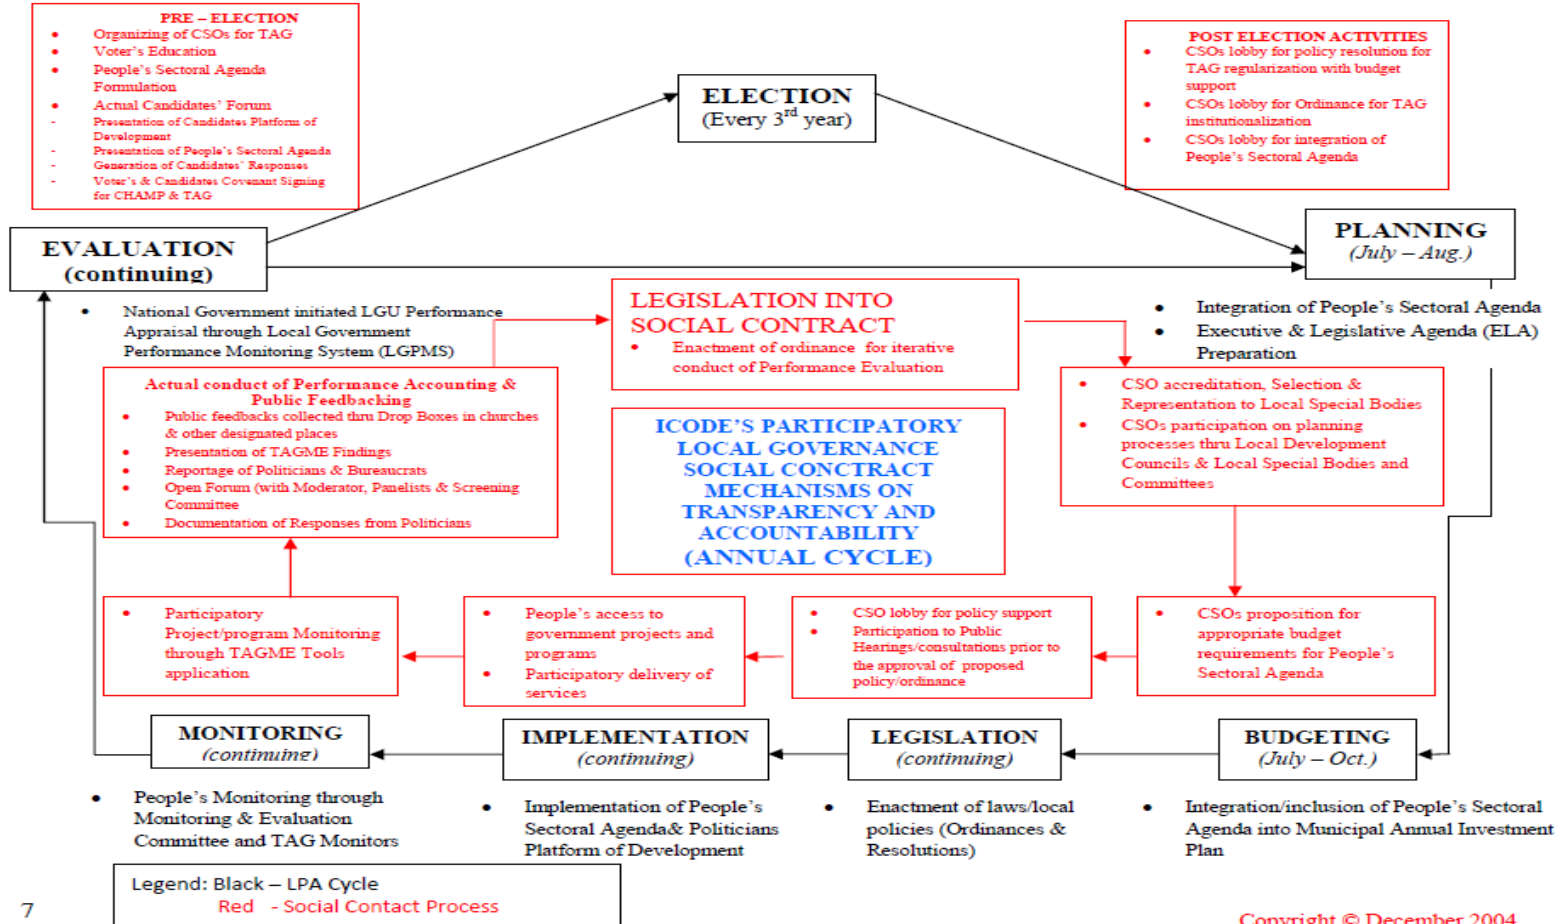 PRE – ELECTION
• Organizing of CSOs for TAG
• Voter's Education
• People's Sectoral Agenda
Formulation
• Actual Candidates' Forum
- Presentation of Candidates Platform of
Development
- Presentation of People's Sectoral Agenda
- Generation of Candidates' Responses
- Voter's & Candidates Covenant Signing
for CHAMP & TAG
ELECTION
(Every 3rd year)
POST ELECTION ACTIVITIES
• CSOs lobby for policy resolution for
TAG regularization with budget
support
• CSOs lobby for Ordinance for TAG
institutionalization
• CSOs lobby for integration of
People's Sectoral Agenda
EVALUATION
(continuing)
• National Government initiated LGU Performance
Appraisal through Local Government
Performance Monitoring System (LGPMS)
PLANNING
(July – Aug.)
• Integration of People's Sectoral Agenda
• Executive & Legislative Agenda (ELA)
Preparation
LEGISLATION INTO
SOCIAL CONTRACT
• Enactment of ordinance for iterative
conduct of Performance Evaluation
Actual conduct of Performance Accounting &
Public Feedbacking
• Public feedbacks collected thru Drop Boxes in churches
& other designated places
• Presentation of TAGME Findings
• Reportage of Politicians & Bureaucrats
• Open Forum (with Moderator, Panelists & Screening
Committee
• Documentation of Responses from Politicians
ICODE'S PARTICIPATORY
LOCAL GOVERNANCE
SOCIAL CONCTRACT
MECHANISMS ON
TRANSPARENCY AND
ACCOUNTABILITY
(ANNUAL CYCLE)
• CSO accreditation, Selection &
Representation to Local Special Bodies
• CSOs participation on planning
processes thru Local Development
Councils & Local Special Bodies and
Committees
• Participatory
Project/program Monitoring
through TAGME Tools
application
• People's access to
government projects and
programs
• Participatory delivery of
services
• CSO lobby for policy support
• Participation to Public
Hearings/consultations prior to
the approval of proposed
policy/ordinance
• CSOs proposition for
appropriate budget
requirements for People's
Sectoral Agenda
MONITORING
(continuing)
• People's Monitoring through
Monitoring & Evaluation
Committee and TAG Monitors
IMPLEMENTATION
(continuing)
• Implementation of People's
Sectoral Agenda& Politicians
Platform of Development
LEGISLATION
(continuing)
• Enactment of laws/local
policies (Ordinances &
Resolutions)
BUDGETING
(July – Oct.)
• Integration/inclusion of People's Sectoral
Agenda into Municipal Annual Investment
Plan
Legend: Black – LPA Cycle
Red - Social Contact Process
7
Copyright © December 2004